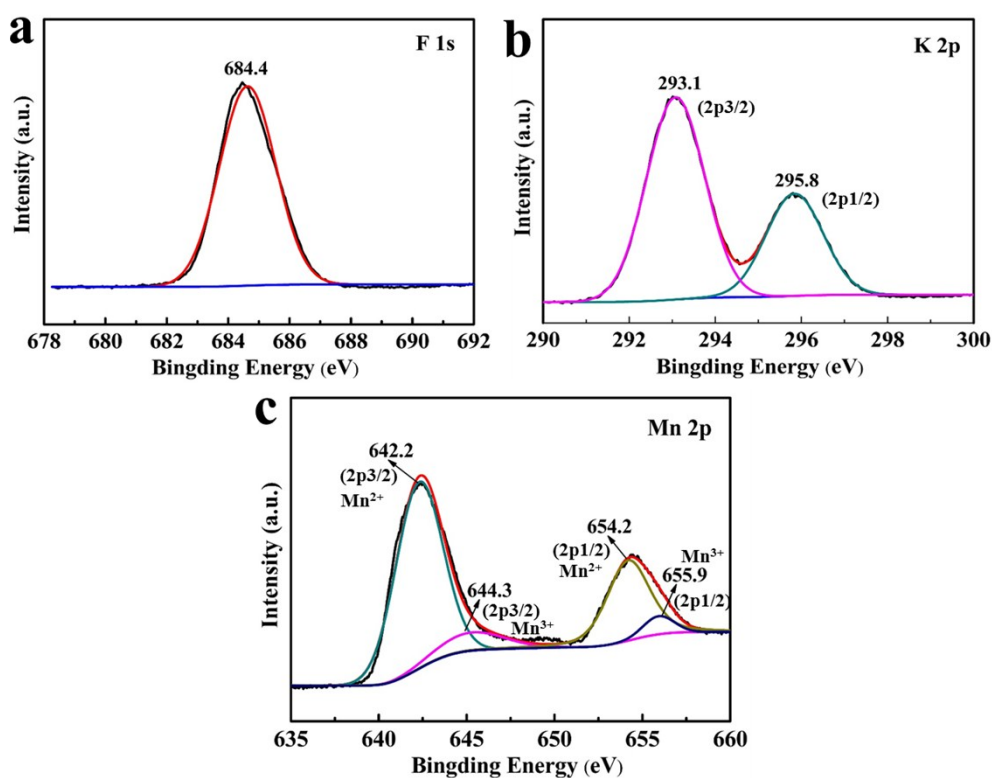 a
F 1s
684.4
Intensity (a.u.)
678 680 682 684 686 688 690 692
Bingding Energy (eV)
b
K 2p
293.1
(2p3/2)
295.8
(2p1/2)
Intensity (a.u.)
290 292 294 296 298 300
Bingding Energy (eV)
c
Mn 2p
642.2
(2p3/2)
Mn²⁺
644.3
(2p3/2)
Mn³⁺
654.2
(2p1/2)
Mn²⁺
Mn³⁺
655.9
(2p1/2)
Intensity (a.u.)
635 640 645 650 655 660
Bingding Energy (eV)